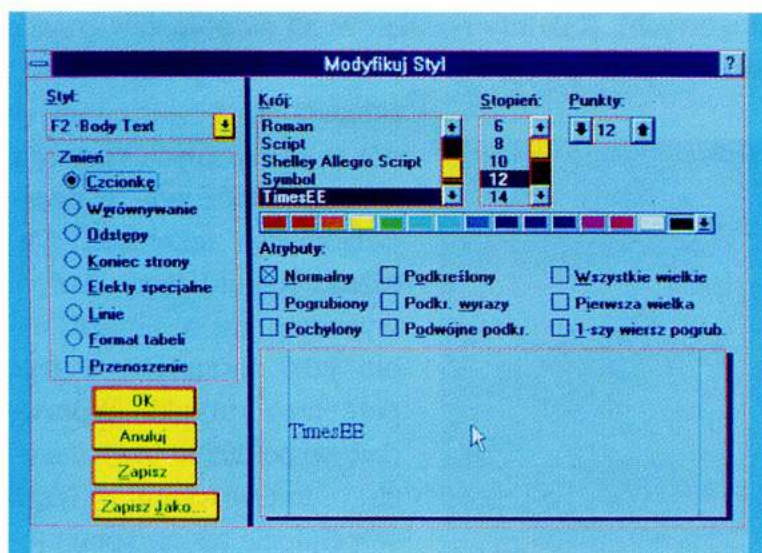 Modyfikuj Styl
?
Styl:
F2 -Body Text
Zmień
Czcionkę
Wyrównywanie
Odstępy
Koniec strony
Efekty specjalne
Linie
Format tabeli
Przenoszenie
OK
Anuluj
Zapisz
Zapisz Jako...
Krój:
Roman
Script
Shelley Allegro Script
Symbol
TimesEE
Stopień:
6
8
10
12
14
Punkty:
12
Atrybuty:
Normalny
Pogrubiony
Pochylony
Podkreślony
Podkr. wyrazy
Podwójne podkr.
Wszystkie wielkie
Pierwsza wielka
1-szy wiersz pogrub.
TimesEE